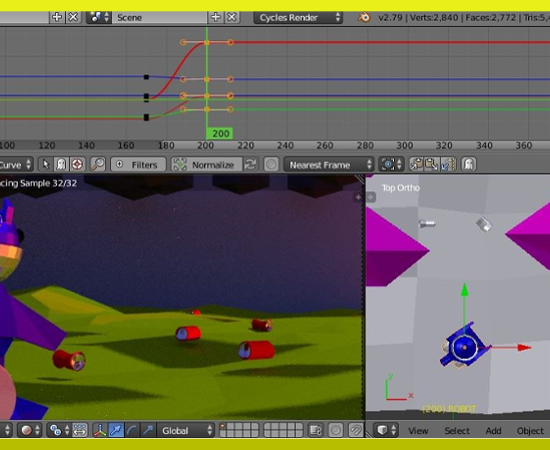 Scene Cycles Render v2.79 | Verts:2,840 | Faces:2,772 | Tris:5,
200
100 120 140 160 180 200 220 240 260 280 300 320 340 360
Curve Filters Normalize Nearest Frame
cing Sample 32/32
Top Ortho
y
x
(200) ROBOT
Global View Select Add Object